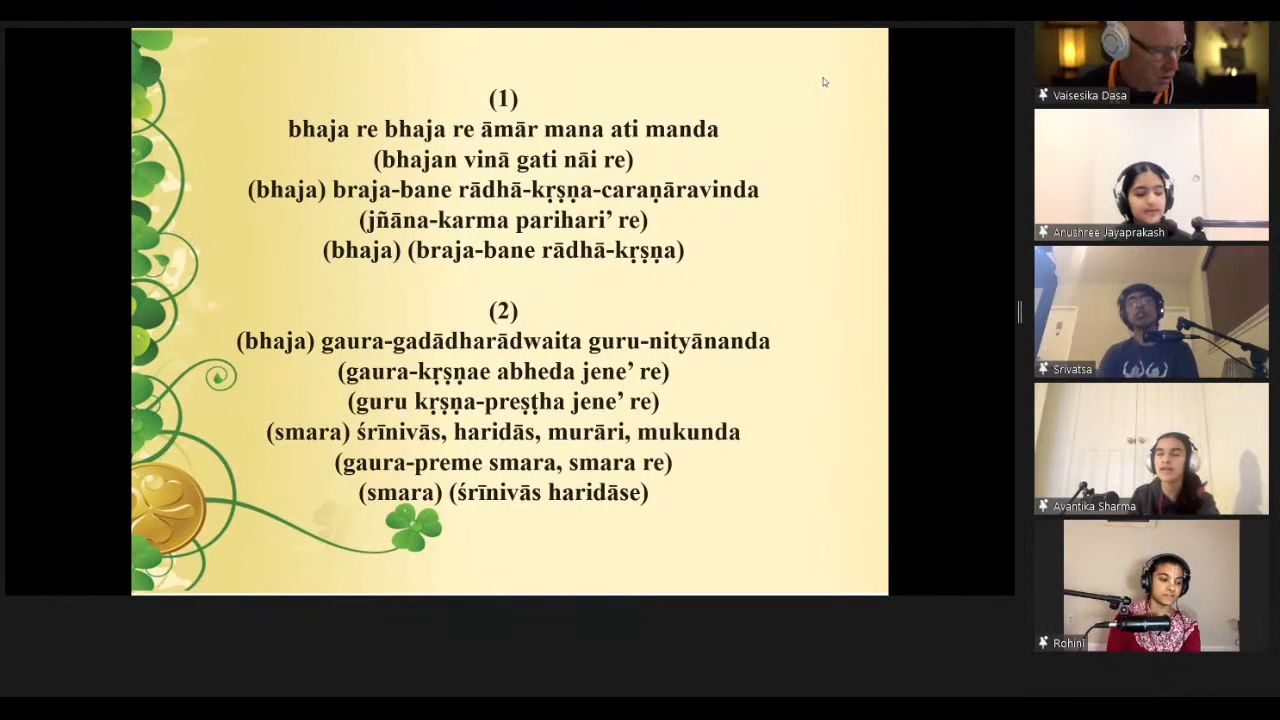 (1)
bhaja re bhaja re āmār mana ati manda
(bhajan vinā gati nāi re)
(bhaja) braja-bane rādhā-kṛṣṇa-caraṇāravinda
(jñāna-karma parihari’ re)
(bhaja) (braja-bane rādhā-kṛṣṇa)
(2)
(bhaja) gaura-gadādharādwaita guru-nityānanda
(gaura-kṛṣṇae abheda jene’ re)
(guru kṛṣṇa-preṣṭha jene’ re)
(smara) śrīnivās, haridās, murāri, mukunda
(gaura-preme smara, smara re)
(smara) (śrīnivās haridāse)
Vaisesika Dasa
Anushree Jayaprakash
Srivatsa
Avantika Sharma
Rohinī